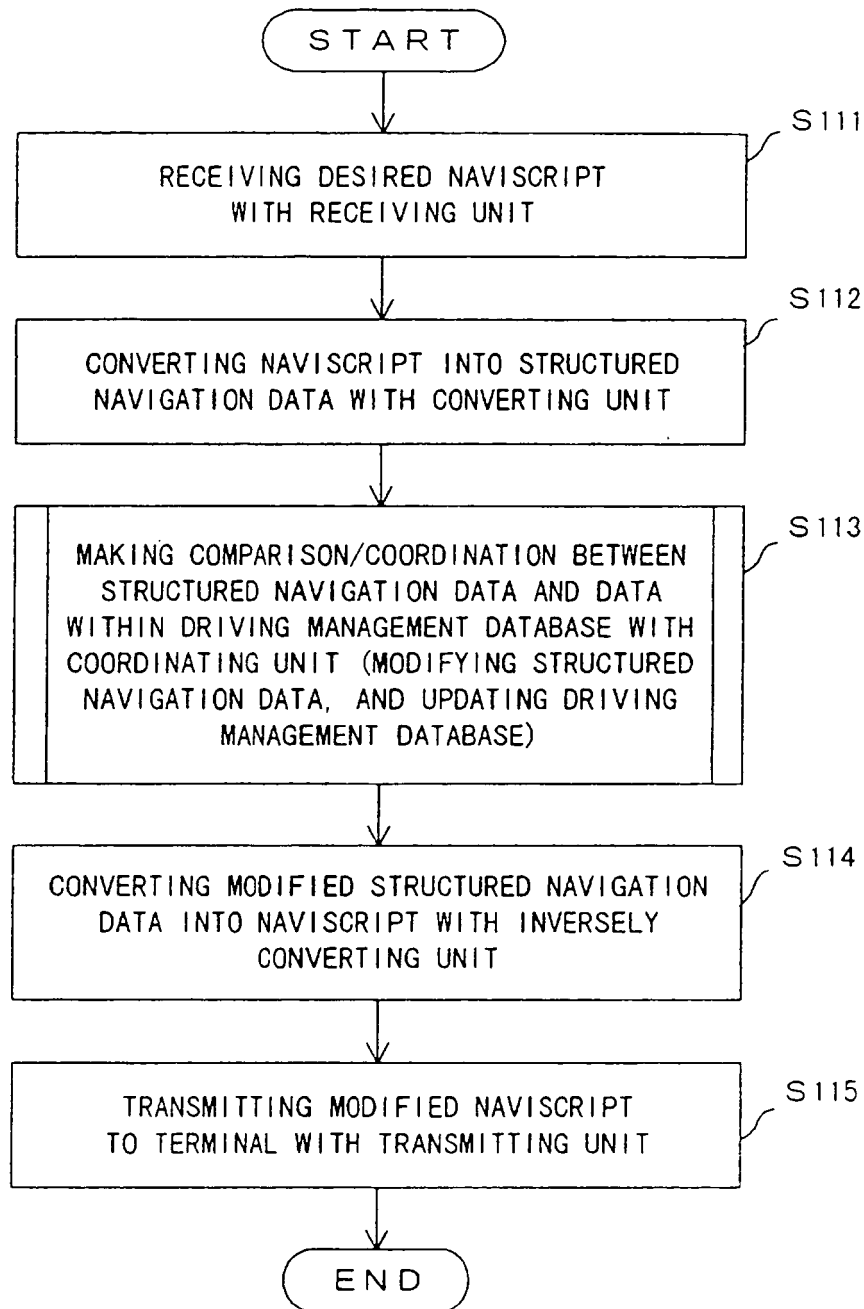 START
S111
RECEIVING DESIRED NAVISCRIPT
WITH RECEIVING UNIT
S112
CONVERTING NAVISCRIPT INTO STRUCTURED
NAVIGATION DATA WITH CONVERTING UNIT
S113
MAKING COMPARISON/COORDINATION BETWEEN
STRUCTURED NAVIGATION DATA AND DATA
WITHIN DRIVING MANAGEMENT DATABASE WITH
COORDINATING UNIT (MODIFYING STRUCTURED
NAVIGATION DATA, AND UPDATING DRIVING
MANAGEMENT DATABASE)
S114
CONVERTING MODIFIED STRUCTURED NAVIGATION
DATA INTO NAVISCRIPT WITH INVERSELY
CONVERTING UNIT
S115
TRANSMITTING MODIFIED NAVISCRIPT
TO TERMINAL WITH TRANSMITTING UNIT
END